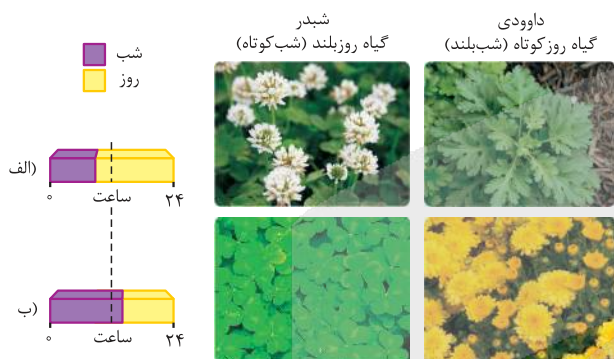 داوودی
گیاه روزکوتاه (شب‌بلند)
شبدر
گیاه روزبلند (شب‌کوتاه)
شب
روز
الف)
۰ ساعت ۲۴
ب)
۰ ساعت ۲۴